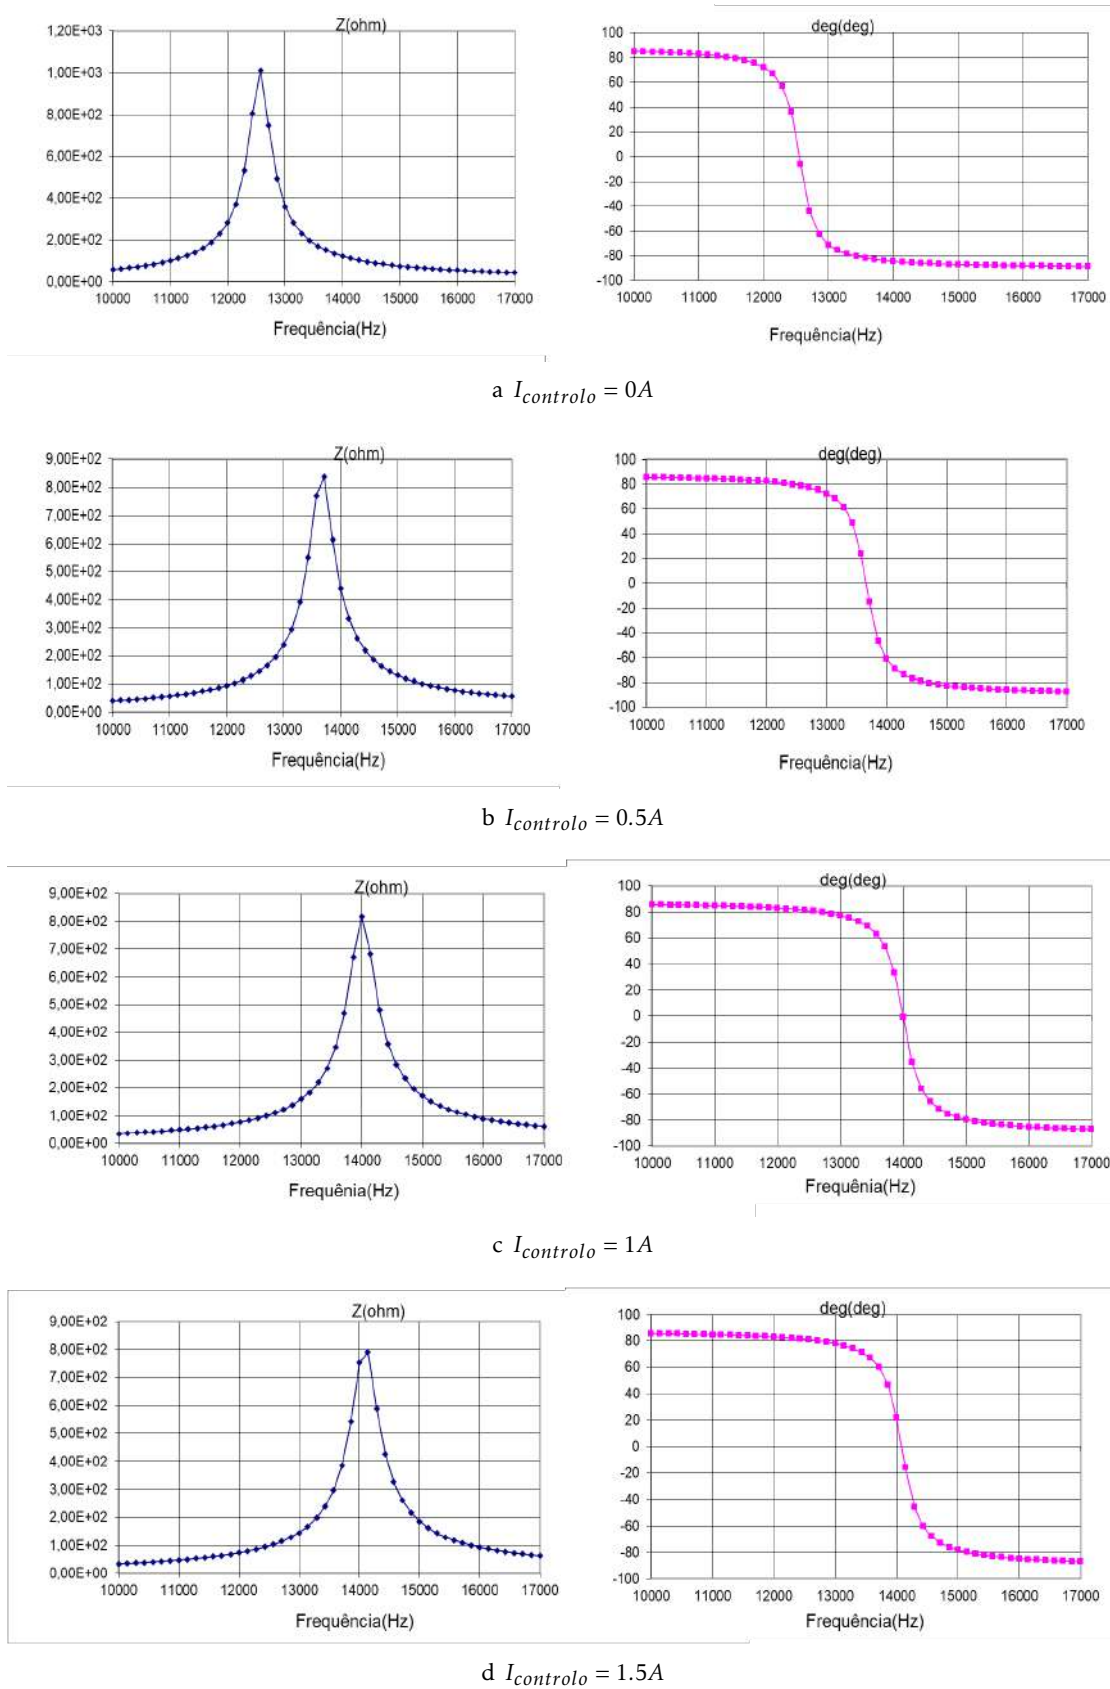 Z(ohm)
1,20E+03
1,00E+03
8,00E+02
6,00E+02
4,00E+02
2,00E+02
0,00E+00
10000 11000 12000 13000 14000 15000 16000 17000
Frequência(Hz)
deg(deg)
100
80
60
40
20
0
-20
-40
-60
-80
-100
10000 11000 12000 13000 14000 15000 16000 17000
Frequência(Hz)
a I_controlo = 0A
Z(ohm)
9,00E+02
8,00E+02
7,00E+02
6,00E+02
5,00E+02
4,00E+02
3,00E+02
2,00E+02
1,00E+02
0,00E+00
10000 11000 12000 13000 14000 15000 16000 17000
Frequência(Hz)
deg(deg)
100
80
60
40
20
0
-20
-40
-60
-80
-100
10000 11000 12000 13000 14000 15000 16000 17000
Frequência(Hz)
b I_controlo = 0.5A
Z(ohm)
9,00E+02
8,00E+02
7,00E+02
6,00E+02
5,00E+02
4,00E+02
3,00E+02
2,00E+02
1,00E+02
0,00E+00
10000 11000 12000 13000 14000 15000 16000 17000
Frequênia(Hz)
deg(deg)
100
80
60
40
20
0
-20
-40
-60
-80
-100
10000 11000 12000 13000 14000 15000 16000 17000
Frequênia(Hz)
c I_controlo = 1A
Z(ohm)
9,00E+02
8,00E+02
7,00E+02
6,00E+02
5,00E+02
4,00E+02
3,00E+02
2,00E+02
1,00E+02
0,00E+00
10000 11000 12000 13000 14000 15000 16000 17000
Frequência(Hz)
deg(deg)
100
80
60
40
20
0
-20
-40
-60
-80
-100
10000 11000 12000 13000 14000 15000 16000 17000
Frequência(Hz)
d I_controlo = 1.5A